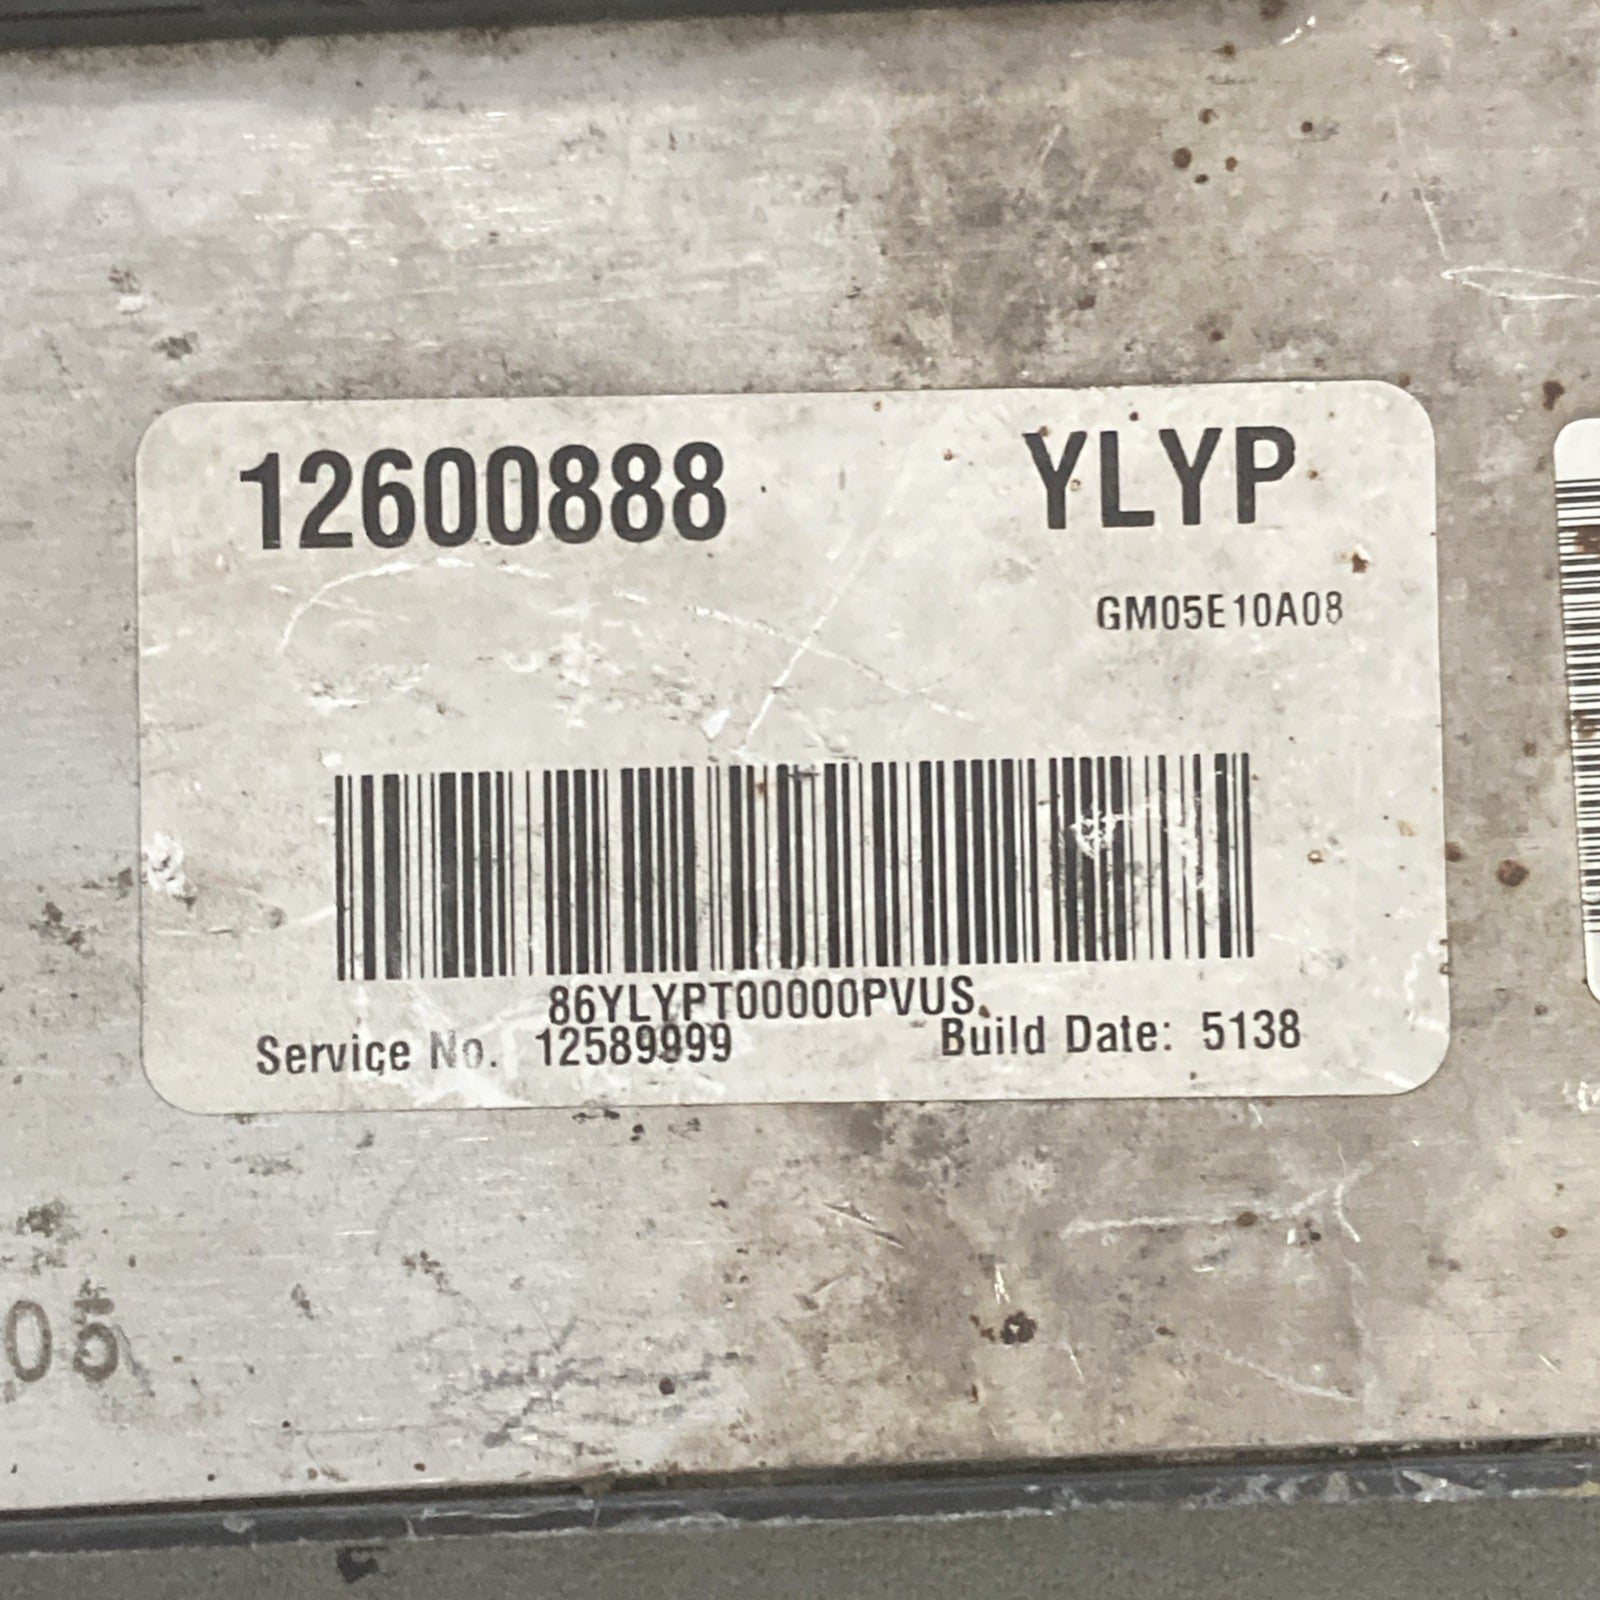 12600888 YLYP
GM05E10A08
86YLYPT00000PVUS
Service No. 12589999 Build Date: 5138
05